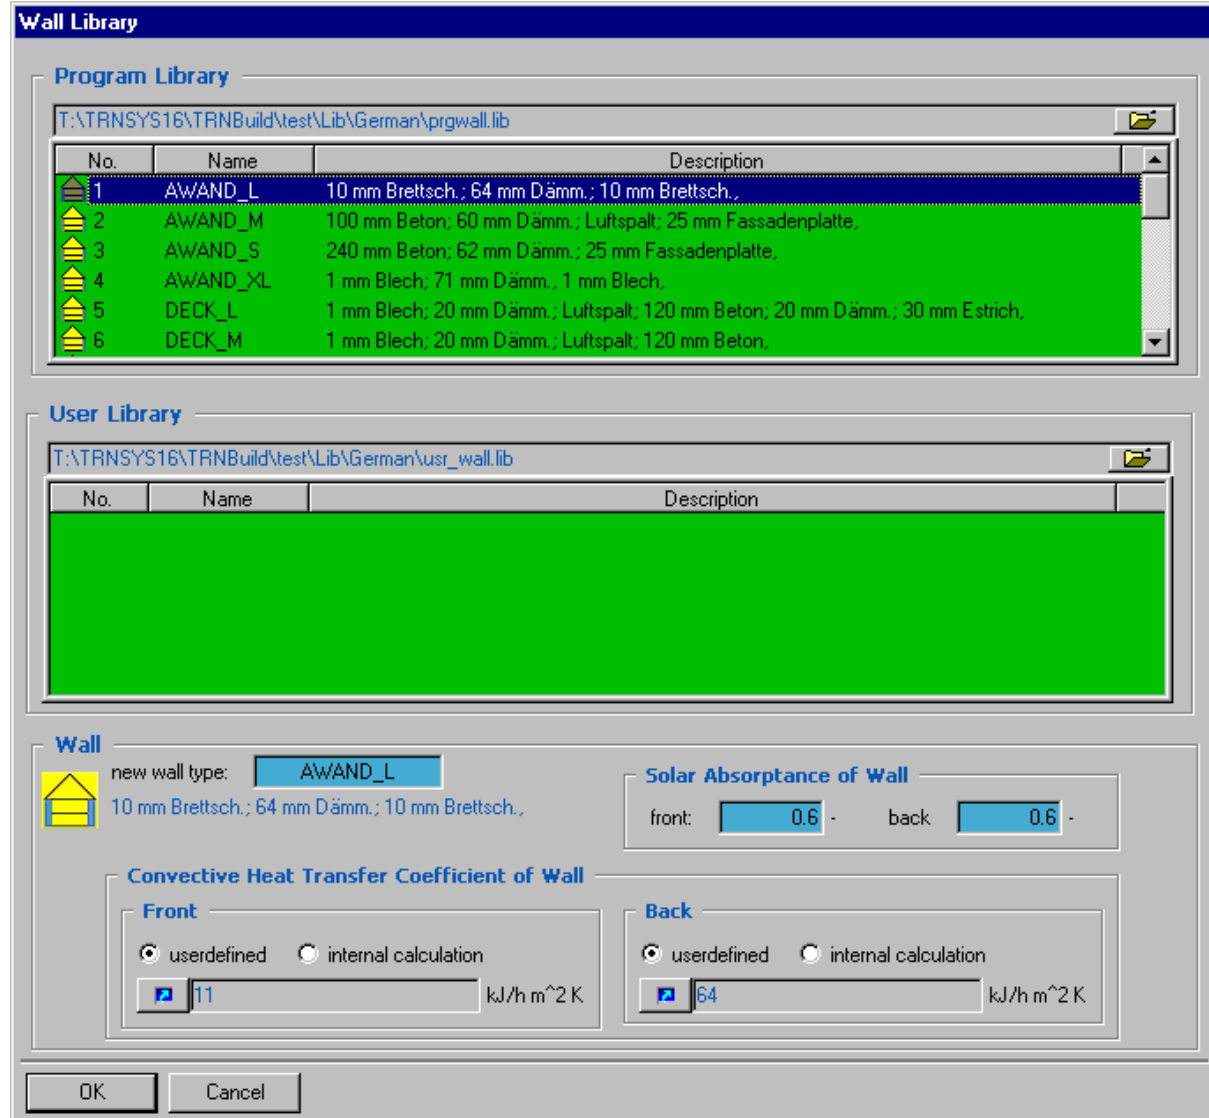 Wall Library
Program Library
T:\TRNSYS16\TRNBuild\test\Lib\German\prgwall.lib
No. Name Description
1 AWAND_L 10 mm Brettsch.; 64 mm Dämm.; 10 mm Brettsch.,
2 AWAND_M 100 mm Beton; 60 mm Dämm.; Luftspalt; 25 mm Fassadenplatte,
3 AWAND_S 240 mm Beton; 62 mm Dämm.; 25 mm Fassadenplatte,
4 AWAND_XL 1 mm Blech; 71 mm Dämm., 1 mm Blech,
5 DECK_L 1 mm Blech; 20 mm Dämm.; Luftspalt; 120 mm Beton; 20 mm Dämm.; 30 mm Estrich,
6 DECK_M 1 mm Blech; 20 mm Dämm.; Luftspalt; 120 mm Beton,
User Library
T:\TRNSYS16\TRNBuild\test\Lib\German\usr_wall.lib
No. Name Description
Wall
new wall type: AWAND_L
10 mm Brettsch.; 64 mm Dämm.; 10 mm Brettsch.,
Solar Absorptance of Wall
front: 0.6 - back 0.6 -
Convective Heat Transfer Coefficient of Wall
Front
userdefined internal calculation
11 kJ/h m^2 K
Back
userdefined internal calculation
64 kJ/h m^2 K
OK Cancel